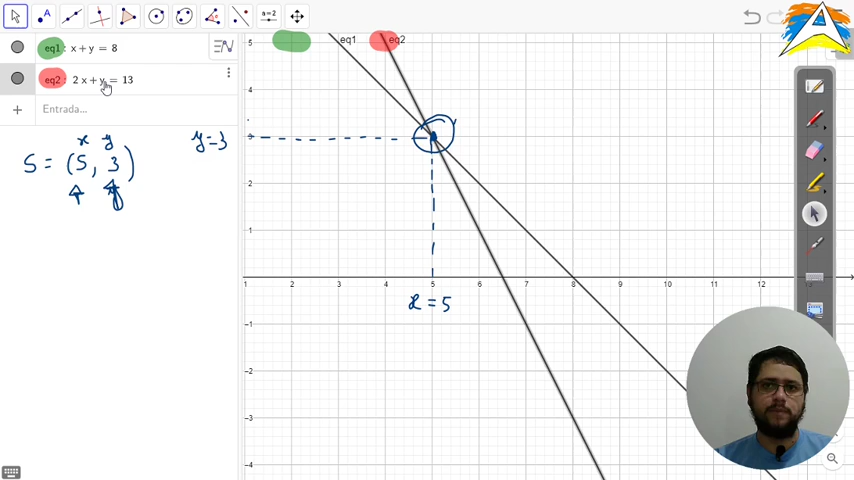 a = 2
eq1 : x + y = 8
eq2 : 2 x + y = 13
Entrada...
x y
S = (5, 3)
y = 3
eq1
eq2
5
4
3
2
1
-1
-2
-3
-4
1 2 3 4 5 6 7 8 9 10 11 12
x = 5